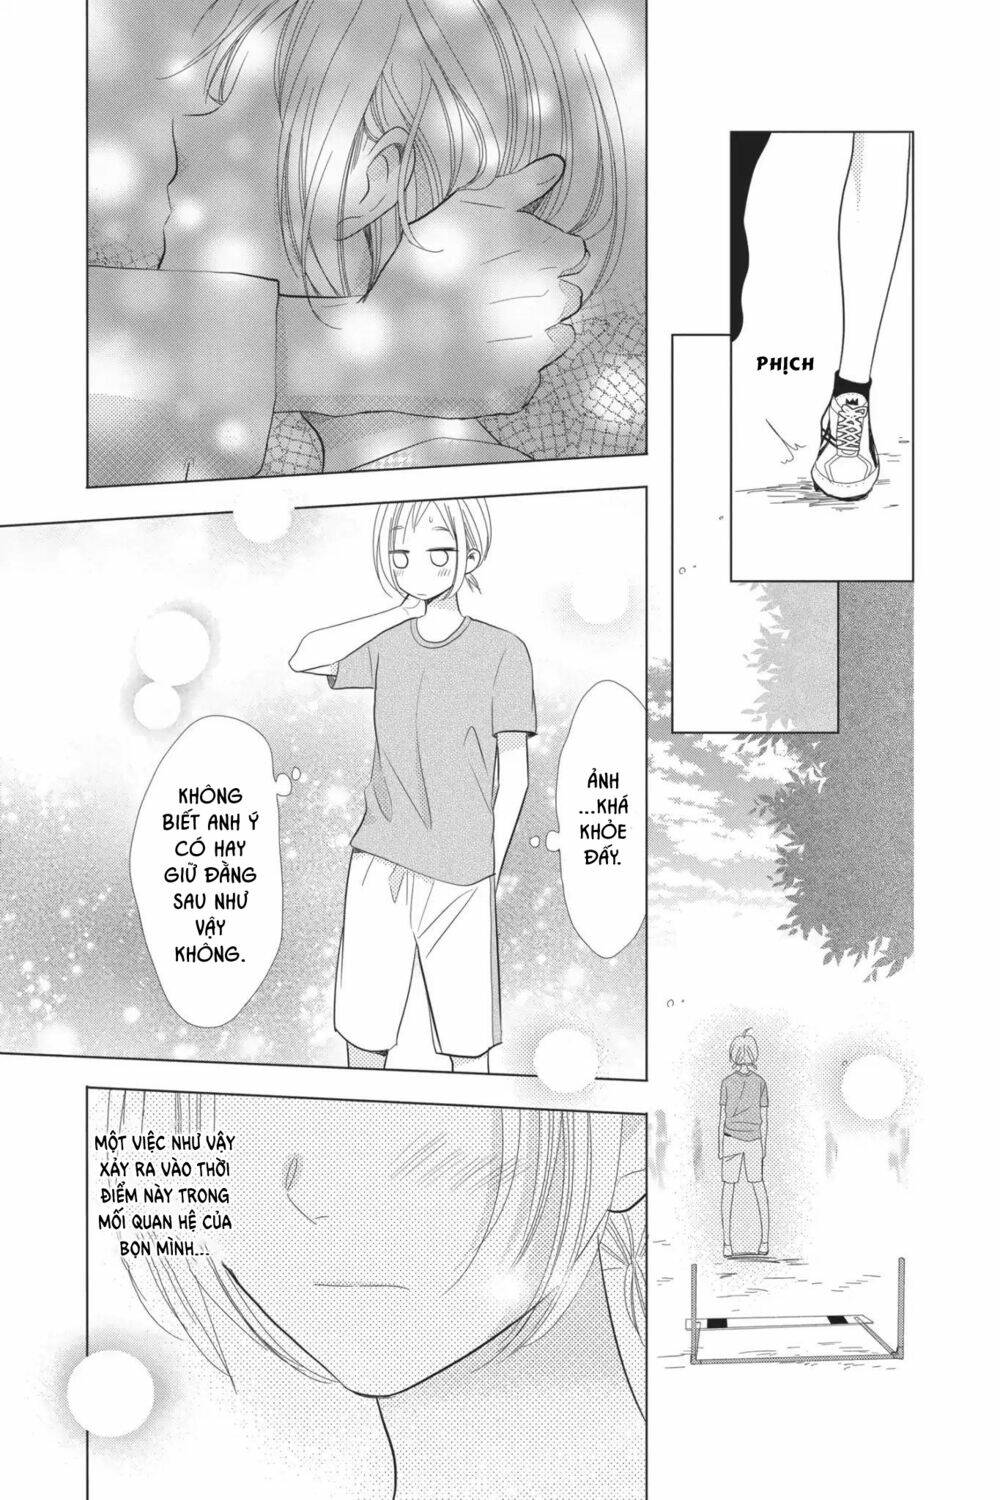 PHỊCH
ẢNH
...KHÁ
KHỎE
ĐẤY.
KHÔNG
BIẾT ANH Ý
CÓ HAY
GIỮ ĐẰNG
SAU NHƯ
VẬY
KHÔNG.
MỘT VIỆC NHƯ VẬY
XẢY RA VÀO THỜI
ĐIỂM NÀY TRONG
MỐI QUAN HỆ CỦA
BỌN MÌNH...